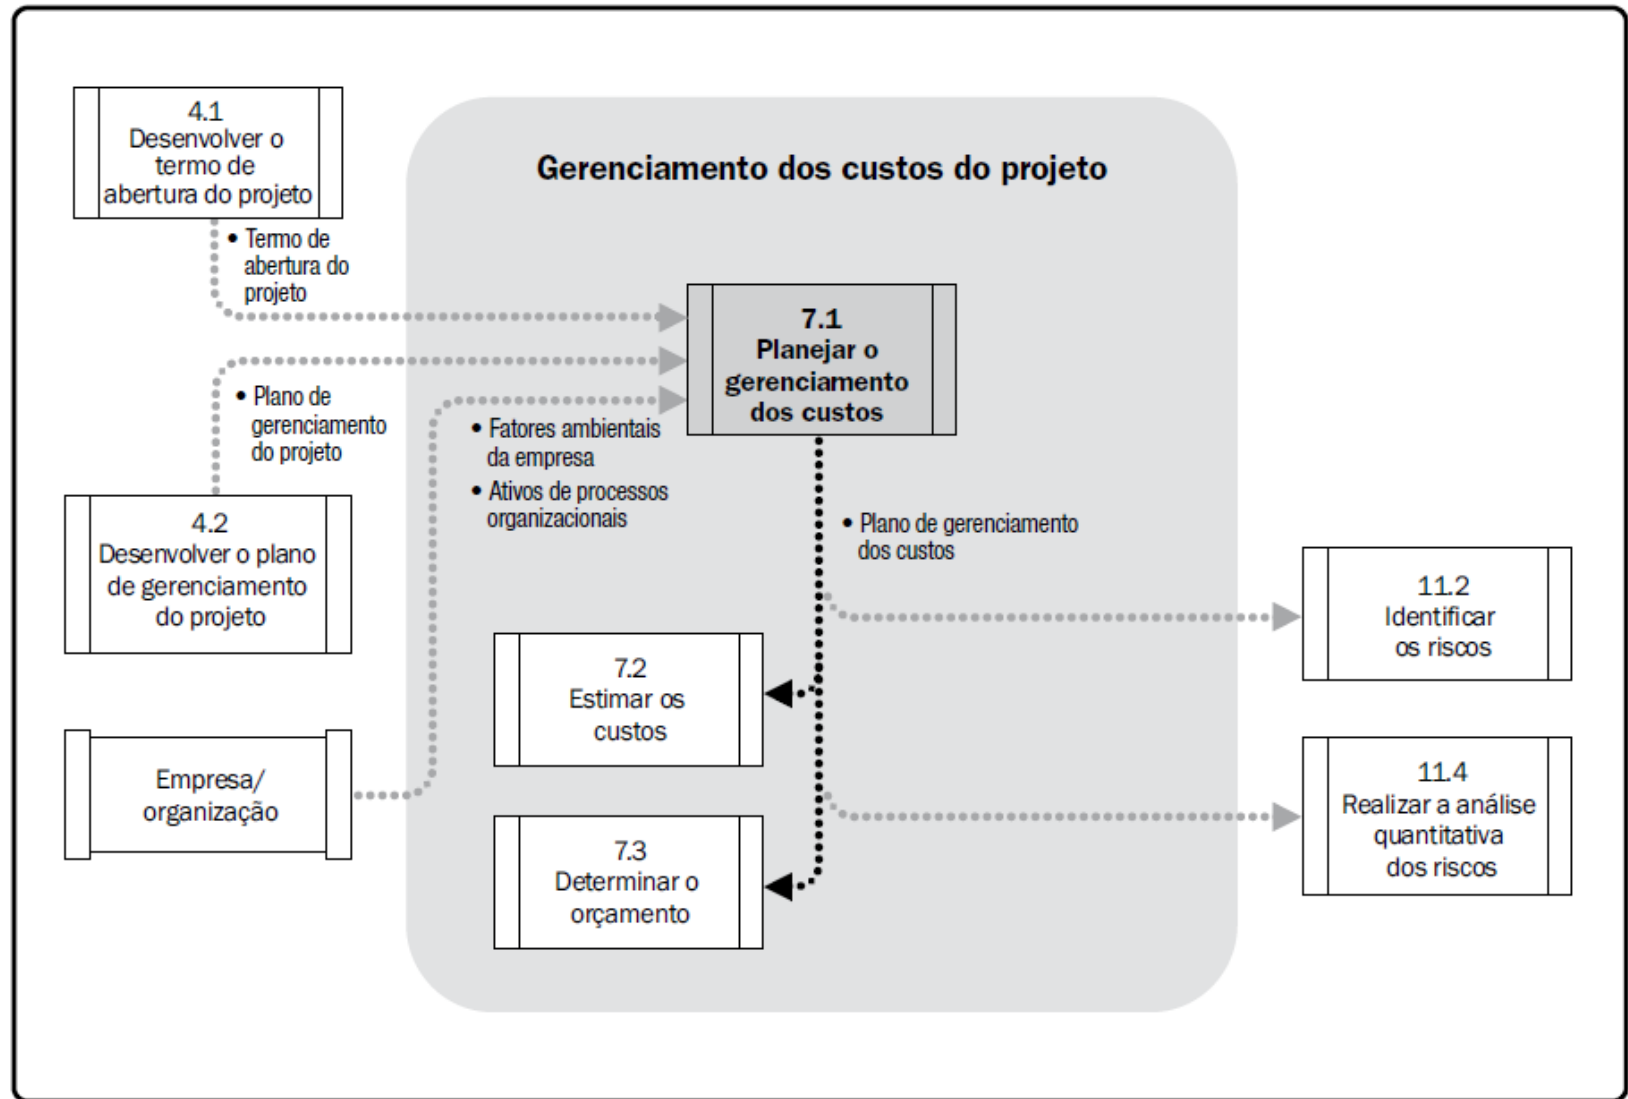 4.1
Desenvolver o
termo de
abertura do projeto
Gerenciamento dos custos do projeto
• Termo de
abertura do
projeto
7.1
Planejar o
gerenciamento
dos custos
• Plano de
gerenciamento
do projeto
• Fatores ambientais
da empresa
• Ativos de processos
organizacionais
4.2
Desenvolver o plano
de gerenciamento
do projeto
• Plano de gerenciamento
dos custos
11.2
Identificar
os riscos
7.2
Estimar os
custos
Empresa/
organização
11.4
Realizar a análise
quantitativa
dos riscos
7.3
Determinar o
orçamento